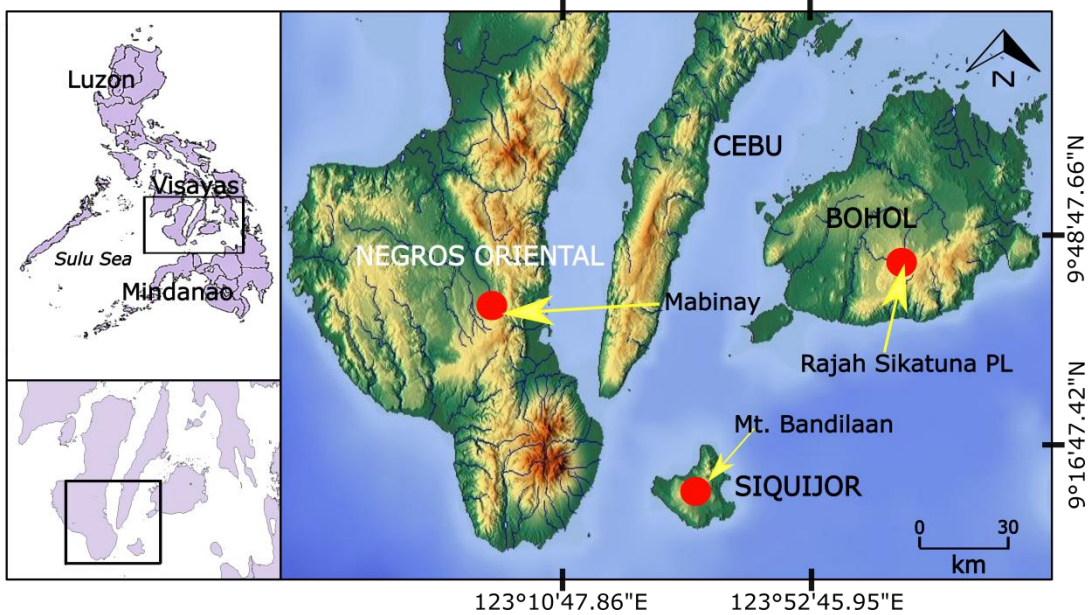 Luzon
Visayas
Sulu Sea
Mindanao
N
CEBU
BOHOL
NEGROS ORIENTAL
Mabinay
Rajah Sikatuna PL
Mt. Bandilaan
SIQUIJOR
0 30
km
9°48'47.66"N
9°16'47.42"N
123°10'47.86"E 123°52'45.95"E